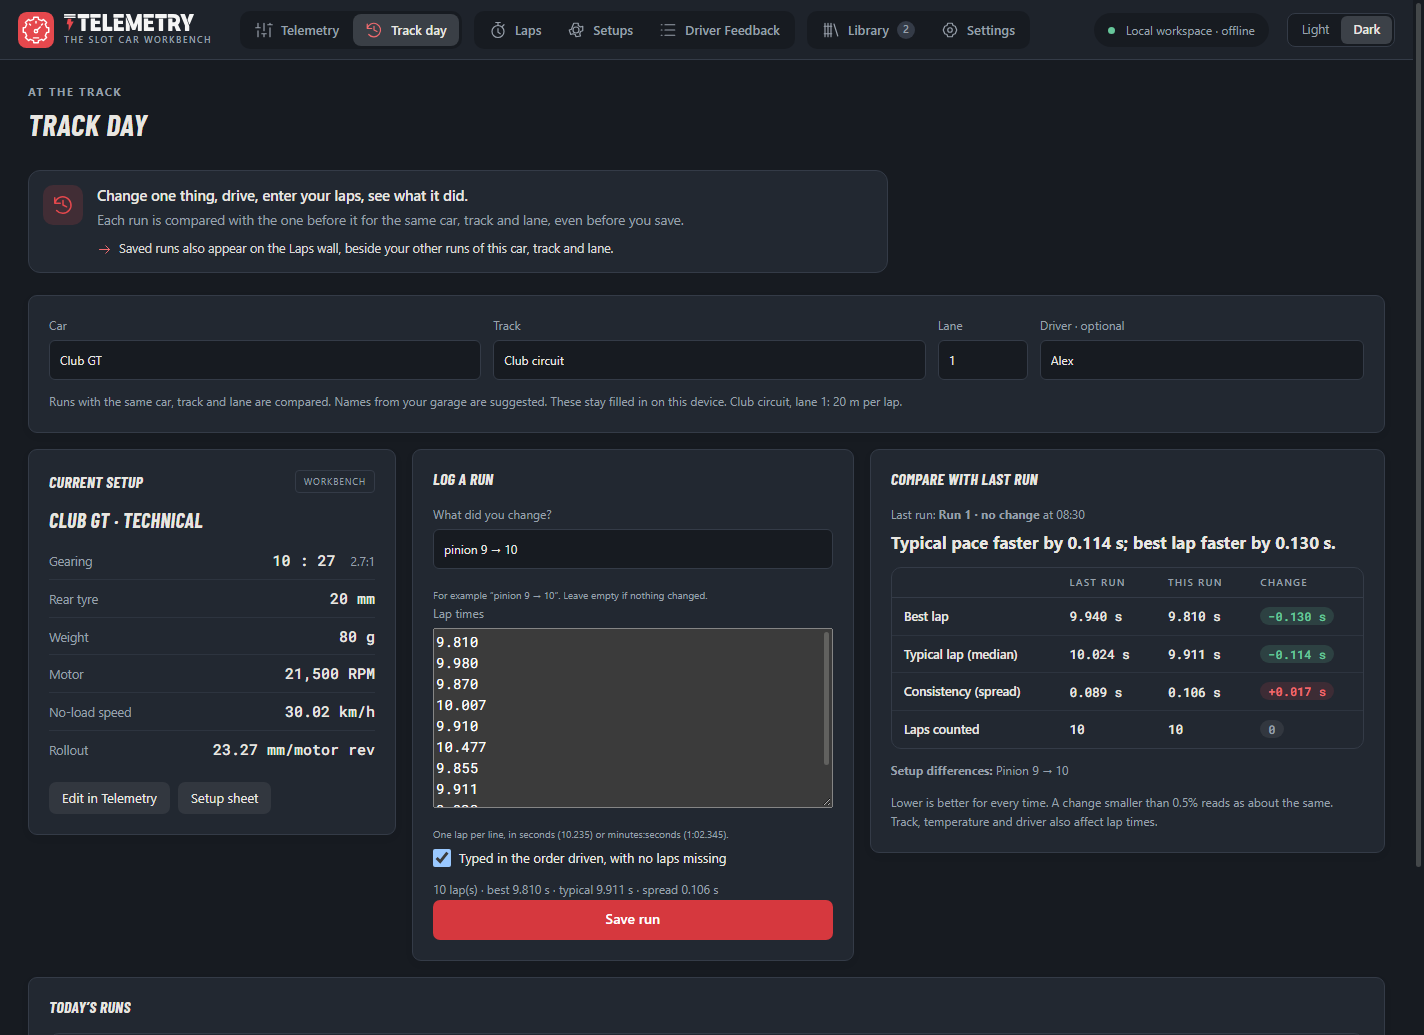 TELEMETRY
THE SLOT CAR WORKBENCH
Telemetry
Track day
Laps
Setups
Driver Feedback
Library 2
Settings
Local workspace · offline
Light
Dark
AT THE TRACK
TRACK DAY
Change one thing, drive, enter your laps, see what it did.
Each run is compared with the one before it for the same car, track and lane, even before you save.
→ Saved runs also appear on the Laps wall, beside your other runs of this car, track and lane.
Car
Track
Lane
Driver · optional
Club GT
Club circuit
1
Alex
Runs with the same car, track and lane are compared. Names from your garage are suggested. These stay filled in on this device. Club circuit, lane 1: 20 m per lap.
CURRENT SETUP
WORKBENCH
CLUB GT · TECHNICAL
Gearing 10 : 27 2.7:1
Rear tyre 20 mm
Weight 80 g
Motor 21,500 RPM
No-load speed 30.02 km/h
Rollout 23.27 mm/motor rev
Edit in Telemetry
Setup sheet
LOG A RUN
What did you change?
pinion 9 → 10
For example "pinion 9 → 10". Leave empty if nothing changed.
Lap times
9.810
9.980
9.870
10.007
9.910
10.477
9.855
9.911
One lap per line, in seconds (10.235) or minutes:seconds (1:02.345).
Typed in the order driven, with no laps missing
10 lap(s) · best 9.810 s · typical 9.911 s · spread 0.106 s
Save run
COMPARE WITH LAST RUN
Last run: Run 1 · no change at 08:30
Typical pace faster by 0.114 s; best lap faster by 0.130 s.
LAST RUN THIS RUN CHANGE
Best lap 9.940 s 9.810 s -0.130 s
Typical lap (median) 10.024 s 9.911 s -0.114 s
Consistency (spread) 0.089 s 0.106 s +0.017 s
Laps counted 10 10 0
Setup differences: Pinion 9 → 10
Lower is better for every time. A change smaller than 0.5% reads as about the same.
Track, temperature and driver also affect lap times.
TODAY'S RUNS